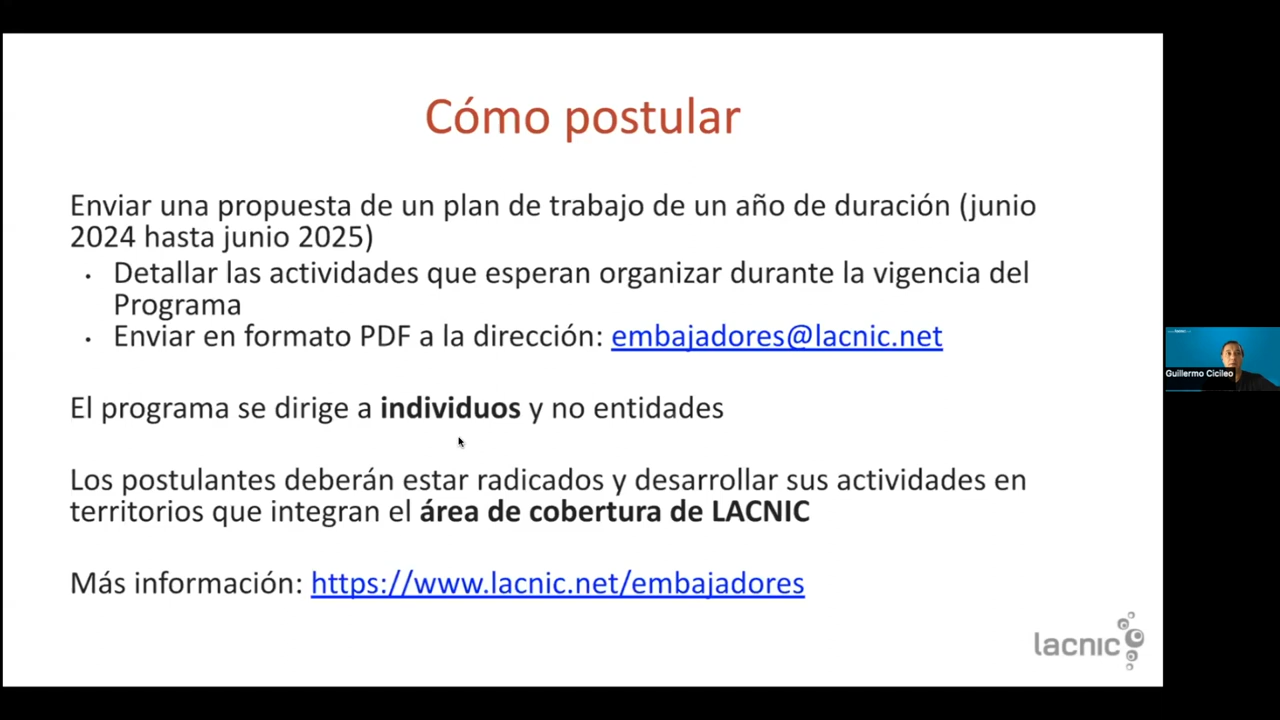 Cómo postular
Enviar una propuesta de un plan de trabajo de un año de duración (junio
2024 hasta junio 2025)
• Detallar las actividades que esperan organizar durante la vigencia del
Programa
• Enviar en formato PDF a la dirección: embajadores@lacnic.net
El programa se dirige a individuos y no entidades
Los postulantes deberán estar radicados y desarrollar sus actividades en
territorios que integran el área de cobertura de LACNIC
Más información: https://www.lacnic.net/embajadores
lacnic
Guillermo Cicileo